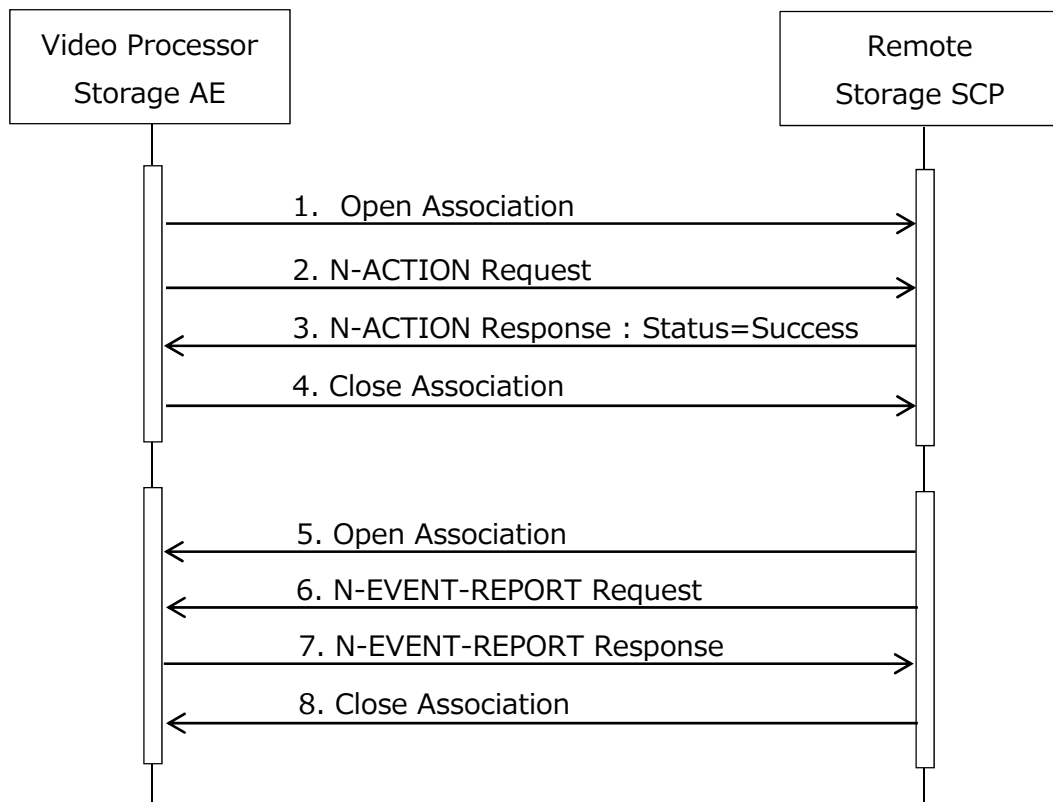 Video Processor
Storage AE
Remote
Storage SCP
1. Open Association
2. N-ACTION Request
3. N-ACTION Response : Status=Success
4. Close Association
5. Open Association
6. N-EVENT-REPORT Request
7. N-EVENT-REPORT Response
8. Close Association